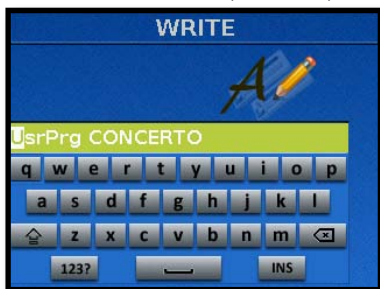 WRITE
UsrPrg CONCERTO
q w e r t y u i o p
a s d f g h j k l
z x c v b n m
123? INS